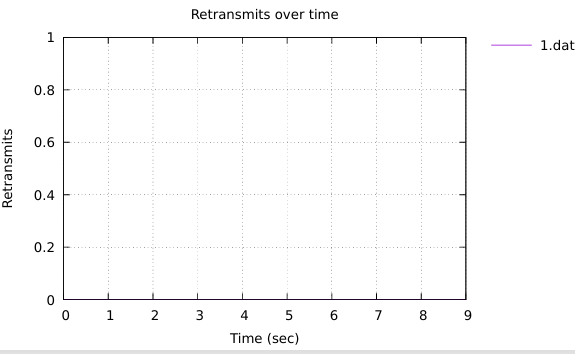 Retransmits over time
1
0.8
0.6
0.4
0.2
0
Retransmits
0 1 2 3 4 5 6 7 8 9
Time (sec)
1.dat